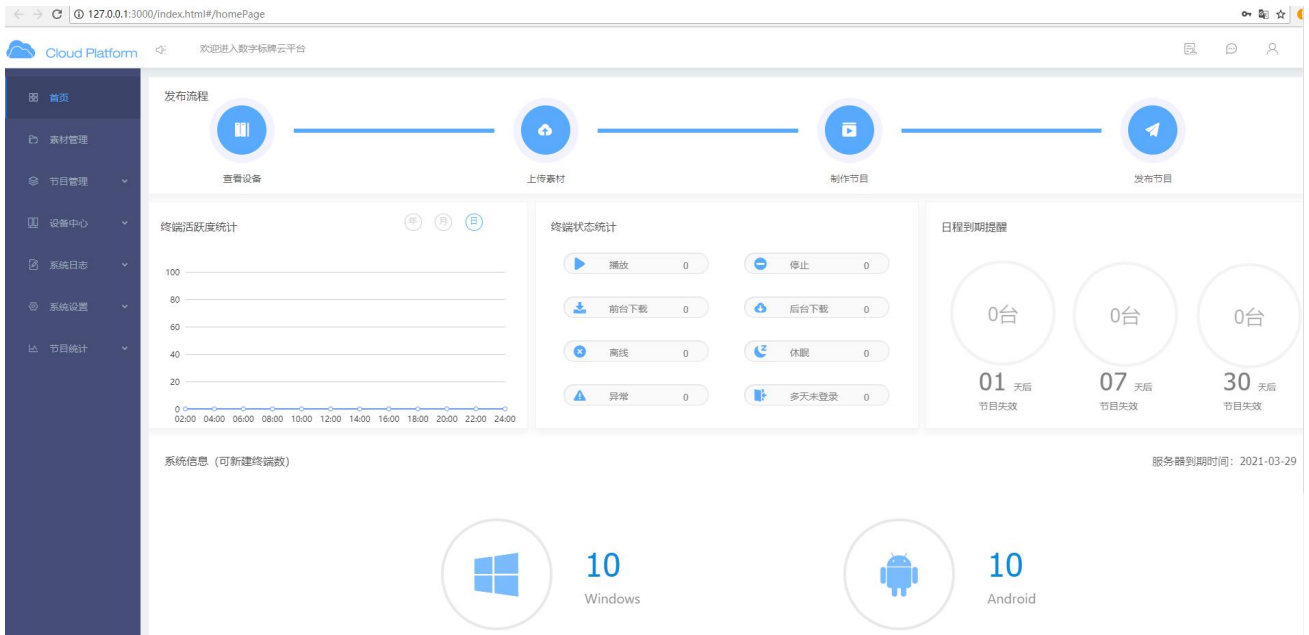 127.0.0.1:3000/index.html#/homePage
Cloud Platform
欢迎进入数字标牌云平台
首页
素材管理
节目管理
设备中心
系统日志
系统设置
节目统计
发布流程
查看设备
上传素材
制作节目
发布节目
终端活跃度统计
年 月 日
100
80
60
40
20
0
02:00 04:00 06:00 08:00 10:00 12:00 14:00 16:00 18:00 20:00 22:00 24:00
终端状态统计
播放 0 停止 0
前台下载 0 后台下载 0
离线 0 休眠 0
异常 0 多天未登录 0
日程到期提醒
0台 0台 0台
01 天后 07 天后 30 天后
节目失效 节目失效 节目失效
系统信息（可新建终端数）
服务器到期时间：2021-03-29
10
Windows
10
Android